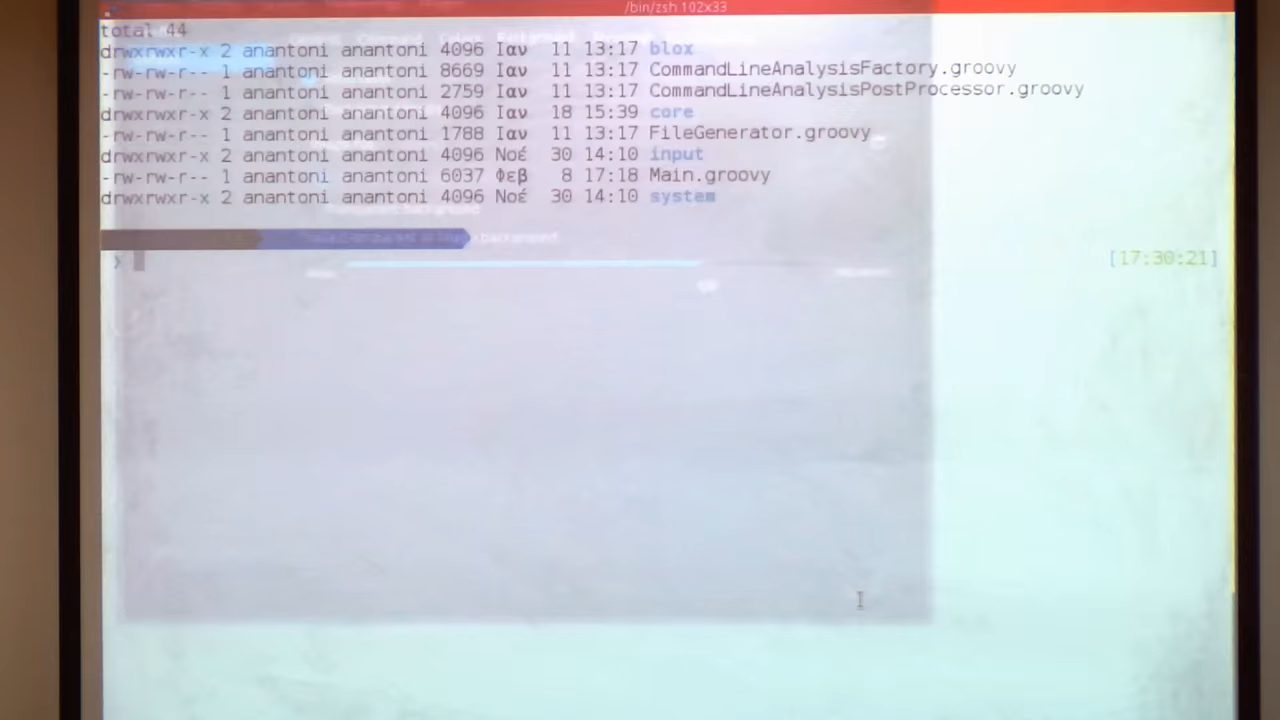 /bin/zsh 102x33
total 44
drwxrwxr-x 2 anantoni anantoni 4096 Ιαν 11 13:17 blox
-rw-rw-r-- 1 anantoni anantoni 8669 Ιαν 11 13:17 CommandLineAnalysisFactory.groovy
-rw-rw-r-- 1 anantoni anantoni 2759 Ιαν 11 13:17 CommandLineAnalysisPostProcessor.groovy
drwxrwxr-x 2 anantoni anantoni 4096 Ιαν 18 15:39 core
-rw-rw-r-- 1 anantoni anantoni 1788 Ιαν 11 13:17 FileGenerator.groovy
drwxrwxr-x 2 anantoni anantoni 4096 Νοέ 30 14:10 input
-rw-rw-r-- 1 anantoni anantoni 6037 Φεβ 8 17:18 Main.groovy
drwxrwxr-x 2 anantoni anantoni 4096 Νοέ 30 14:10 system
background
❯ [17:30:21]